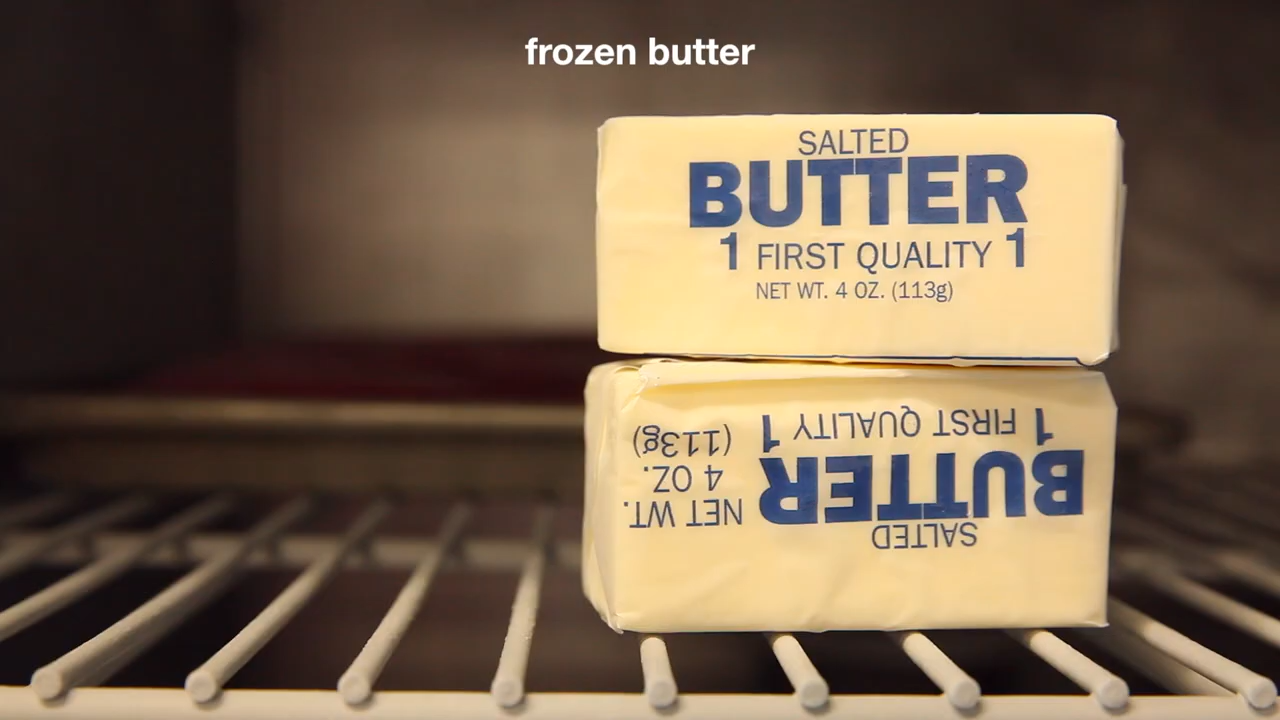 frozen butter
SALTED
BUTTER
1 FIRST QUALITY 1
NET WT. 4 OZ. (113g)
SALTED
BUTTER
1 FIRST QUALITY 1
NET WT.
4 OZ.
(113g)